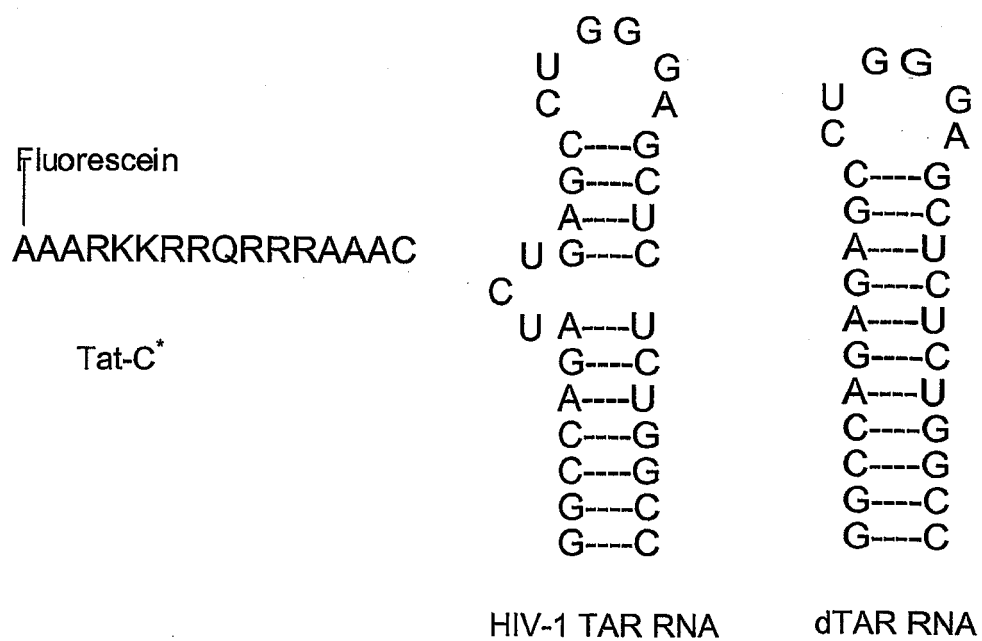 Fluorescein
AAARKKRRQRRRAAAC
Tat-C*
G G
U G
C A
C----G
G----C
A----U
U G----C
C
U A----U
G----C
A----U
C----G
C----G
G----C
G----C
HIV-1 TAR RNA
G G
U G
C A
C----G
G----C
A----U
G----C
A----U
G----C
A----U
C----G
C----G
G----C
G----C
dTAR RNA